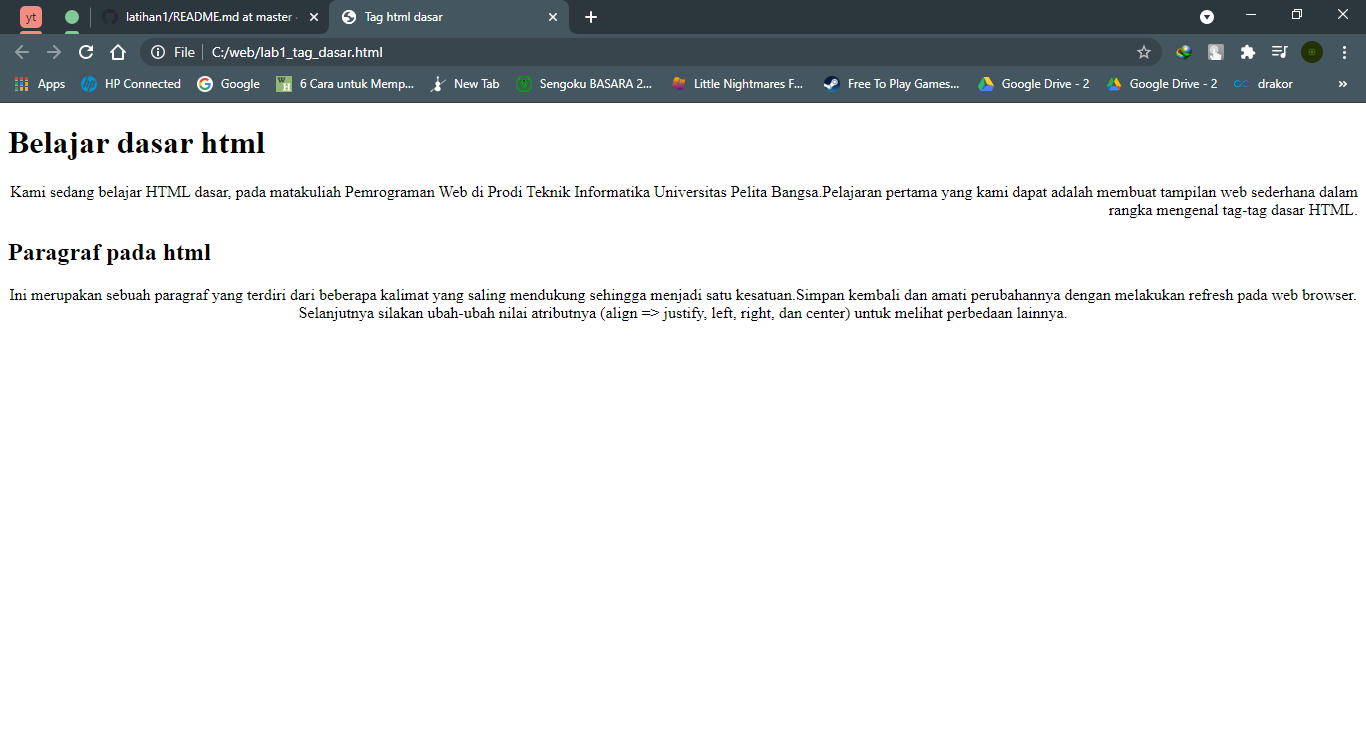 yt
latihan1/README.md at master
Tag html dasar
File
C:/web/lab1_tag_dasar.html
Apps
HP Connected
Google
6 Cara untuk Memp...
New Tab
Sengoku BASARA 2...
Little Nightmares F...
Free To Play Games...
Google Drive - 2
Google Drive - 2
drakor
»
Belajar dasar html
Kami sedang belajar HTML dasar, pada matakuliah Pemrograman Web di Prodi Teknik Informatika Universitas Pelita Bangsa.Pelajaran pertama yang kami dapat adalah membuat tampilan web sederhana dalam
rangka mengenal tag-tag dasar HTML.
Paragraf pada html
Ini merupakan sebuah paragraf yang terdiri dari beberapa kalimat yang saling mendukung sehingga menjadi satu kesatuan.Simpan kembali dan amati perubahannya dengan melakukan refresh pada web browser.
Selanjutnya silakan ubah-ubah nilai atributnya (align => justify, left, right, dan center) untuk melihat perbedaan lainnya.